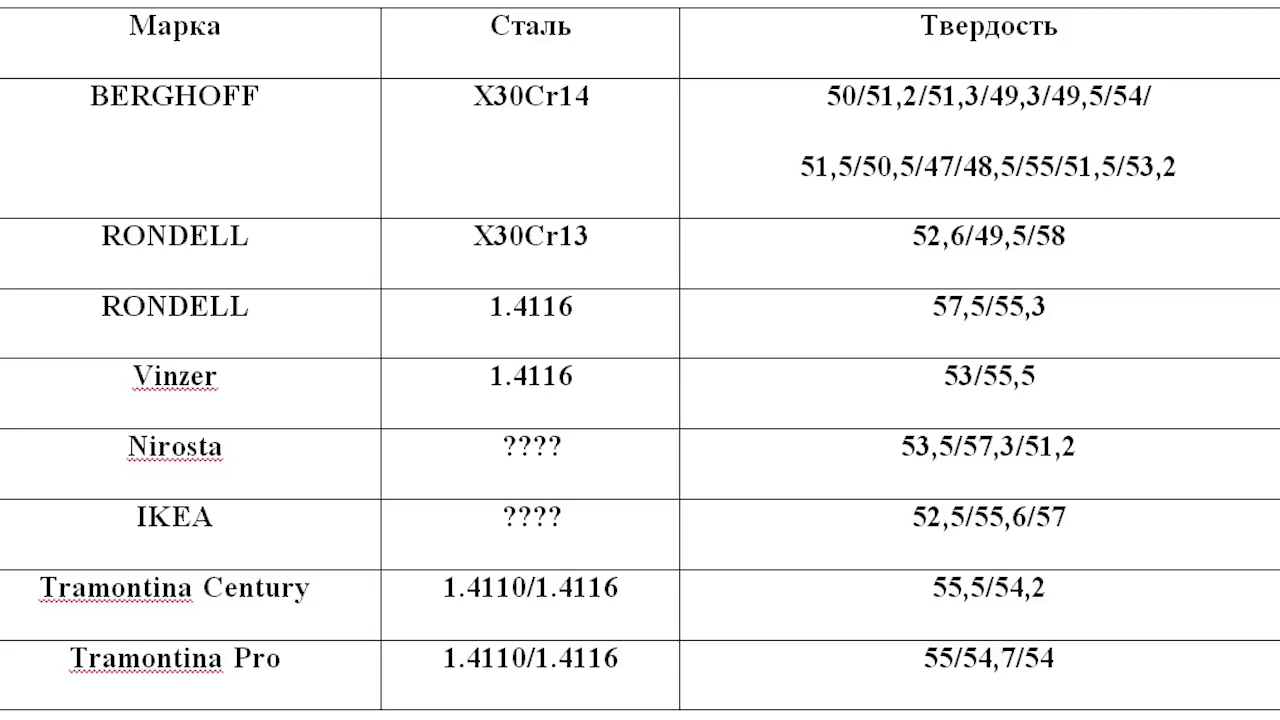 Марка Сталь Твердость
BERGHOFF X30Cr14 50/51,2/51,3/49,3/49,5/54/
51,5/50,5/47/48,5/55/51,5/53,2
RONDELL X30Cr13 52,6/49,5/58
RONDELL 1.4116 57,5/55,3
Vinzer 1.4116 53/55,5
Nirosta ???? 53,5/57,3/51,2
IKEA ???? 52,5/55,6/57
Tramontina Century 1.4110/1.4116 55,5/54,2
Tramontina Pro 1.4110/1.4116 55/54,7/54